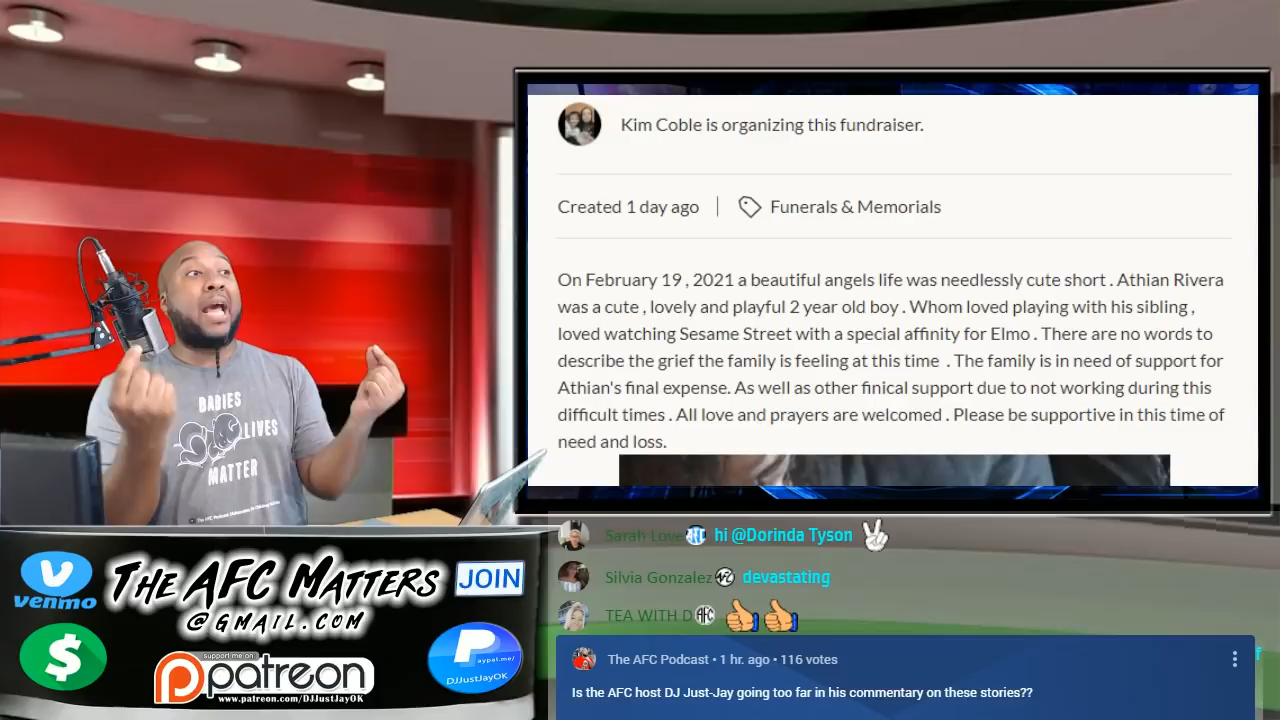 Kim Coble is organizing this fundraiser.
Created 1 day ago | Funerals & Memorials
On February 19 , 2021 a beautiful angels life was needlessly cute short . Athian Rivera
was a cute , lovely and playful 2 year old boy . Whom loved playing with his sibling ,
loved watching Sesame Street with a special affinity for Elmo . There are no words to
describe the grief the family is feeling at this time . The family is in need of support for
Athian's final expense. As well as other finical support due to not working during this
difficult times . All love and prayers are welcomed . Please be supportive in this time of
need and loss.
BABIES
LIVES
MATTER
Sarah Love hi @Dorinda Tyson
Silvia Gonzalez AFC devastating
TEA WITH D AFC
The AFC Podcast • 1 hr. ago • 116 votes
Is the AFC host DJ Just-Jay going too far in his commentary on these stories??
venmo
THE AFC MATTERS
@GMAIL.COM
JOIN
$
support me on
patreon
www.patreon.com/DJJustJayOK
paypal.me/
DJJustJayOK